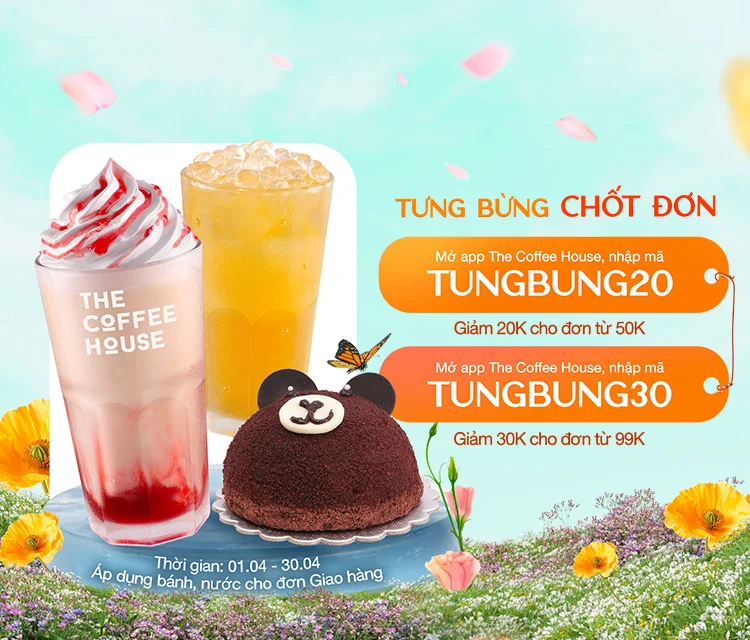 THE
COFFEE
HOUSE
TƯNG BỪNG CHỐT ĐƠN
Mở app The Coffee House, nhập mã
TUNGBUNG20
Giảm 20K cho đơn từ 50K
Mở app The Coffee House, nhập mã
TUNGBUNG30
Giảm 30K cho đơn từ 99K
Thời gian: 01.04 - 30.04
Áp dụng bánh, nước cho đơn Giao hàng